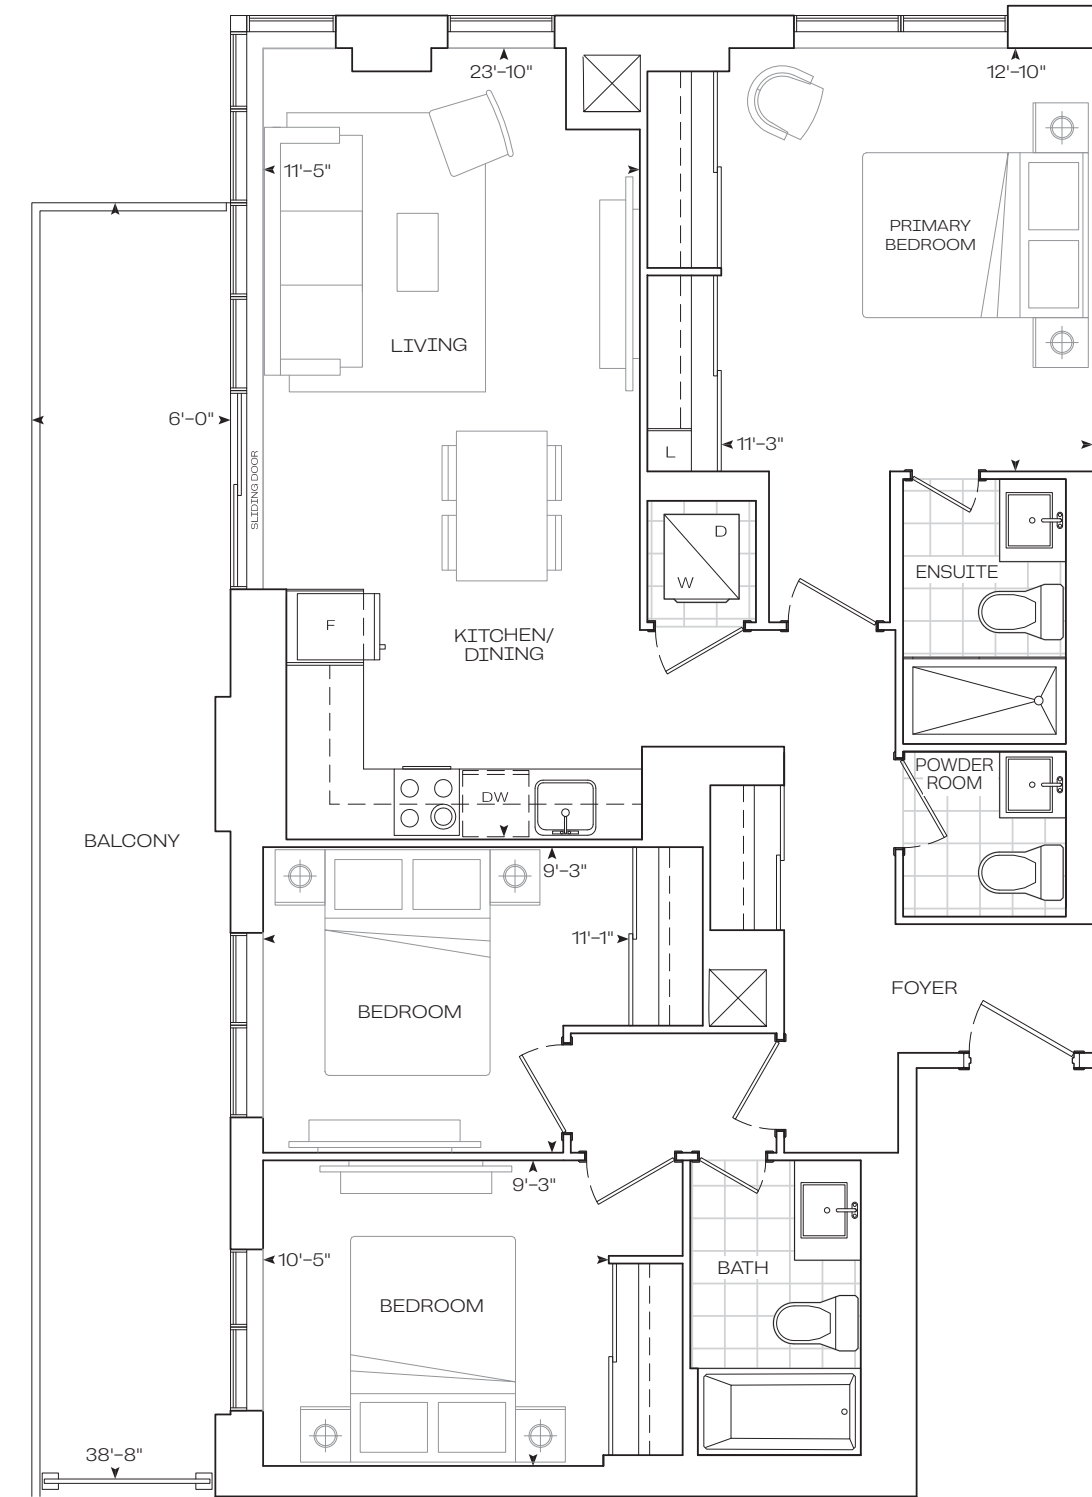 23'-10"
12'-10"
11'-5"
PRIMARY
BEDROOM
LIVING
6'-0"
11'-3"
L
SLIDING DOOR
D
W
ENSUITE
F
KITCHEN/
DINING
POWDER
ROOM
DW
BALCONY
9'-3"
11'-1"
FOYER
BEDROOM
9'-3"
10'-5"
BATH
BEDROOM
38'-8"